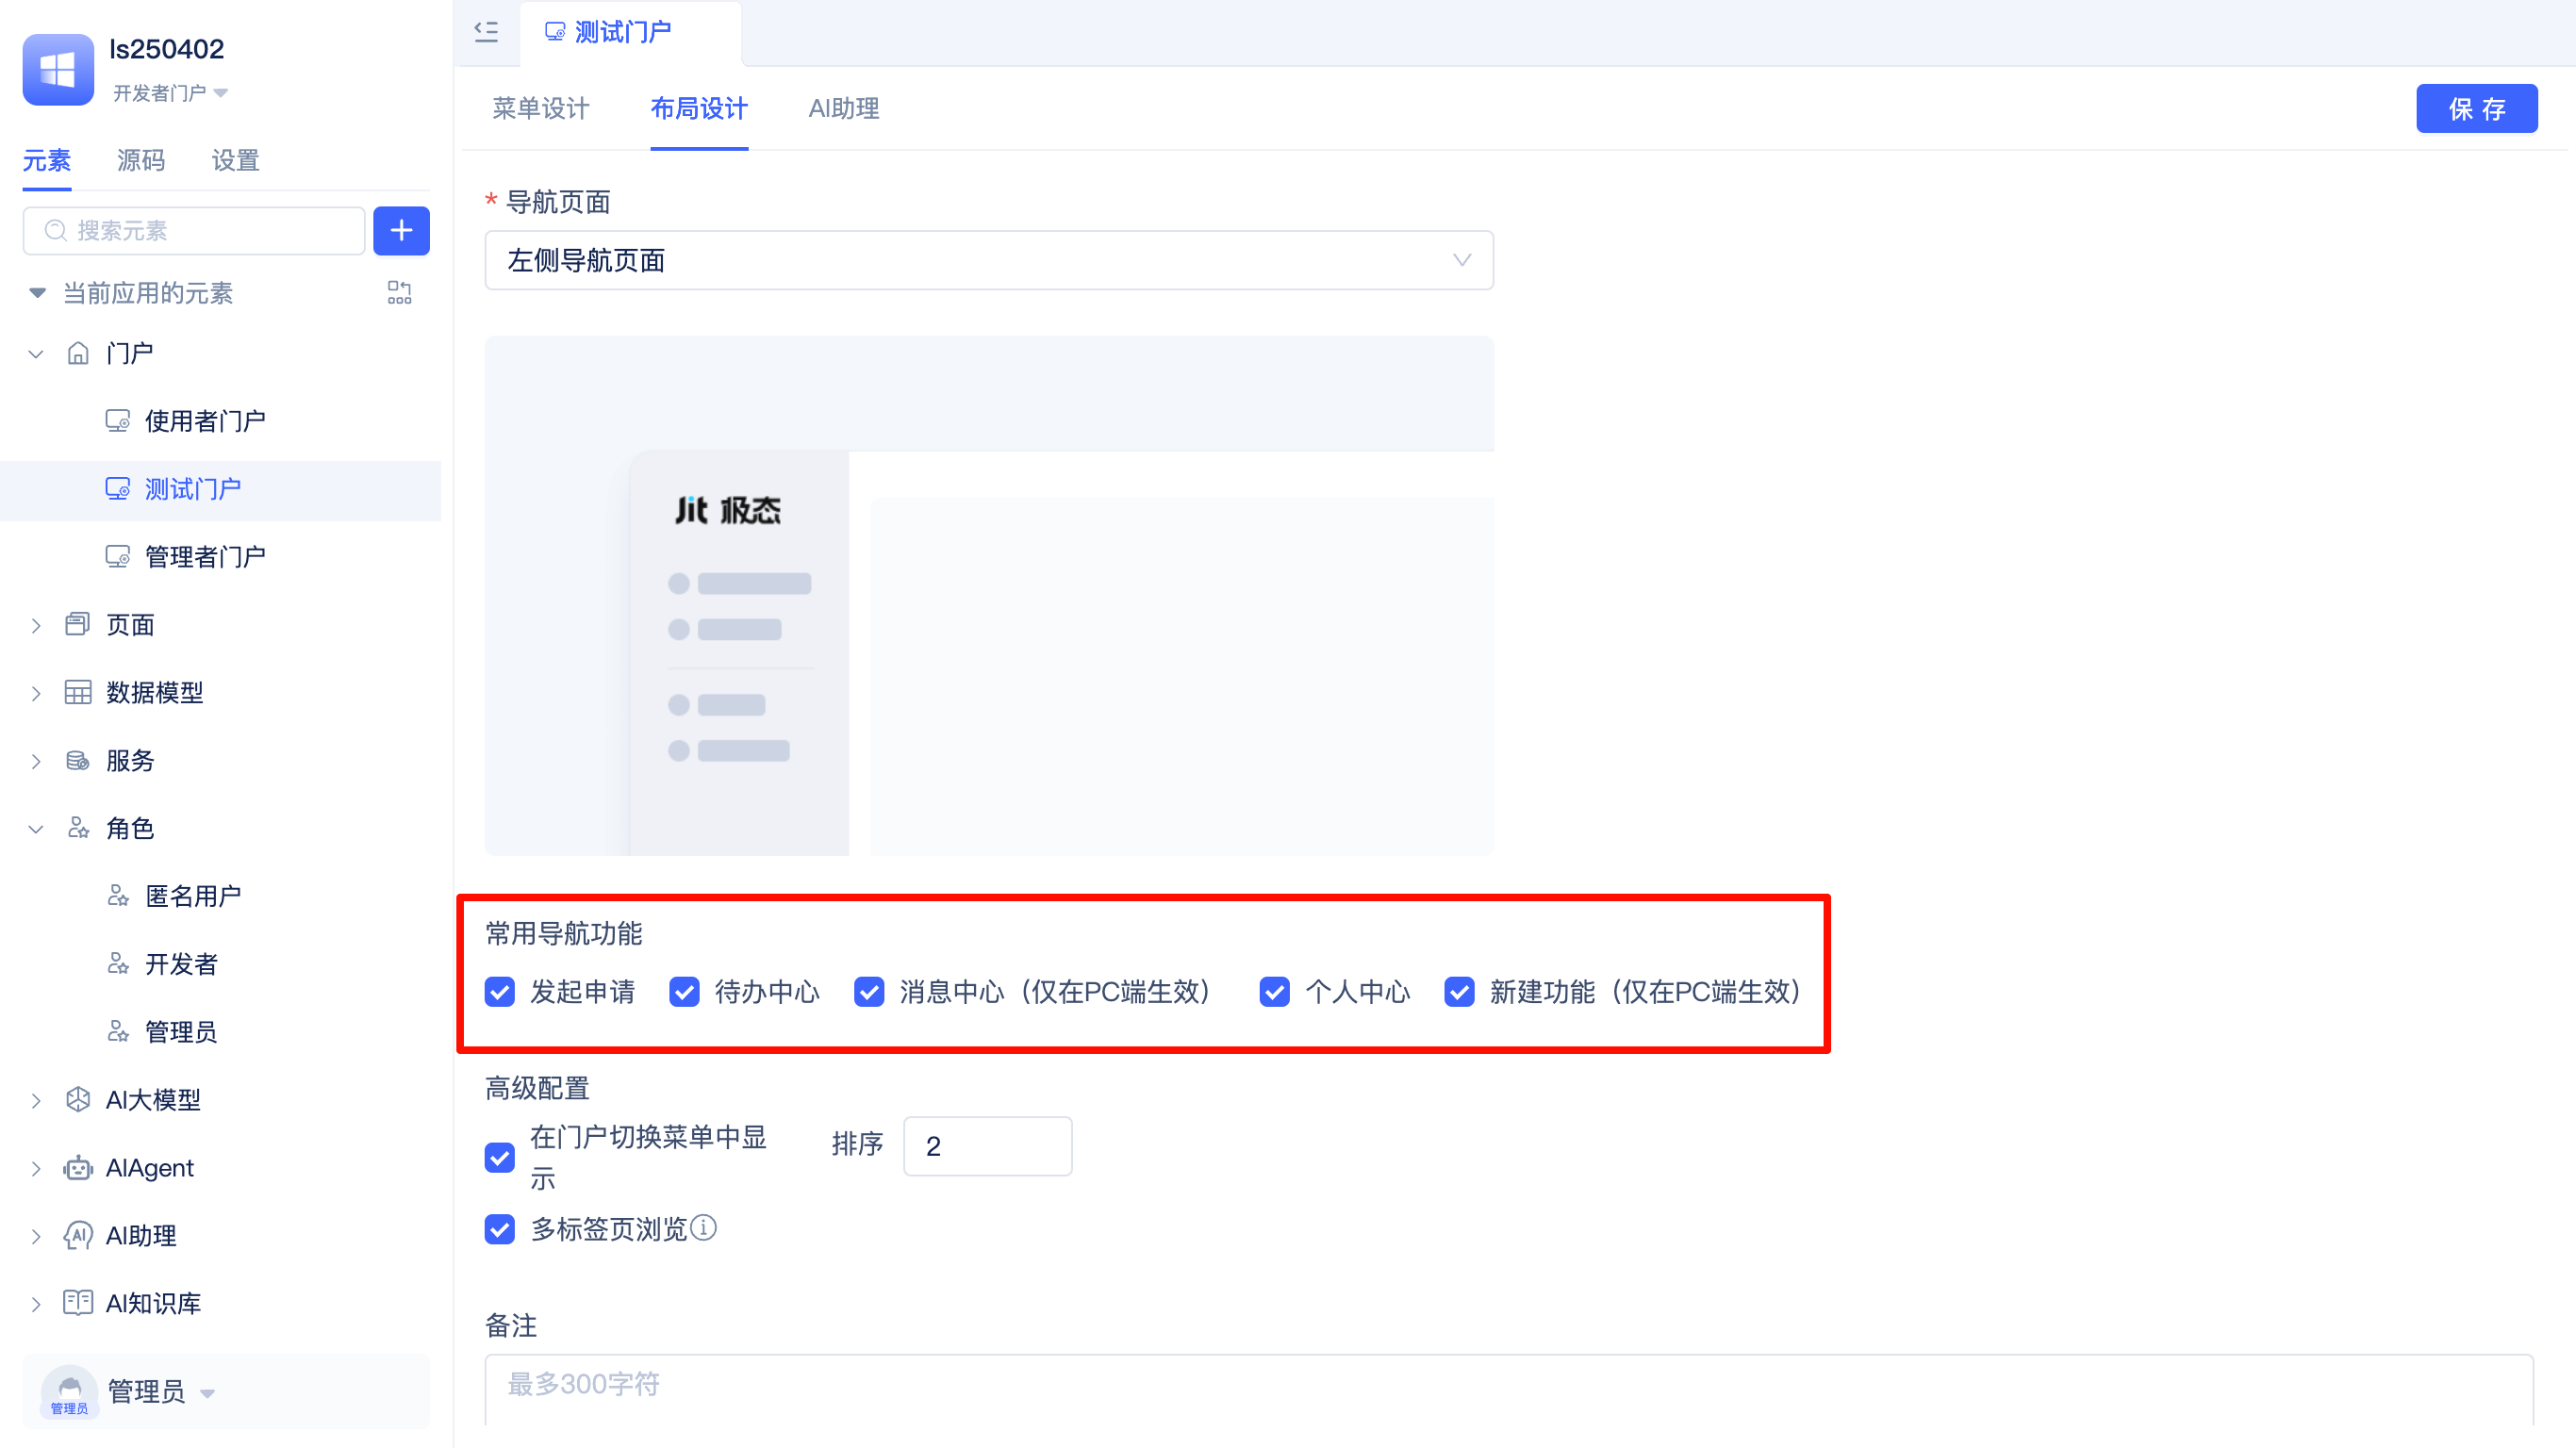 ls250402
开发者门户
元素 源码 设置
搜索元素
当前应用的元素
门户
使用者门户
测试门户
管理者门户
页面
数据模型
服务
角色
匿名用户
开发者
管理员
AI大模型
AIAgent
AI助理
AI知识库
管理员
管理员
测试门户
菜单设计 布局设计 AI助理
保存
* 导航页面
左侧导航页面
Jit 极态
常用导航功能
发起申请 待办中心 消息中心（仅在PC端生效） 个人中心 新建功能（仅在PC端生效）
高级配置
在门户切换菜单中显
示
排序 2
多标签页浏览
备注
最多300字符